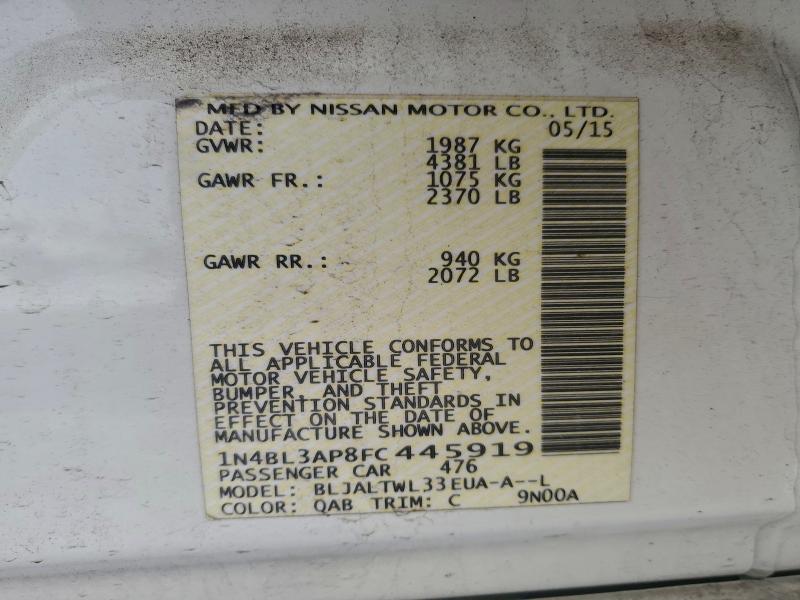 MFD BY NISSAN MOTOR CO., LTD.
DATE: 05/15
GVWR: 1987 KG
4381 LB
GAWR FR.: 1075 KG
2370 LB
GAWR RR.: 940 KG
2072 LB
THIS VEHICLE CONFORMS TO
ALL APPLICABLE FEDERAL
MOTOR VEHICLE SAFETY,
BUMPER, AND THEFT
PREVENTION STANDARDS IN
EFFECT ON THE DATE OF
MANUFACTURE SHOWN ABOVE.
1N4BL3AP8FC445919
PASSENGER CAR 476
MODEL: BLJALTWL33EUA-A--L
COLOR: QAB TRIM: C 9N00A